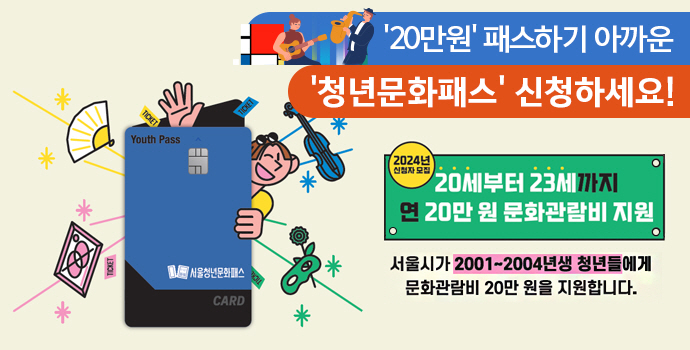 '20만원' 패스하기 아까운
'청년문화패스' 신청하세요!
TICKET
TICKET
Youth Pass
2024년
신청자 모집
20세부터 23세까지
연 20만 원 문화관람비 지원
서울시가 2001~2004년생 청년들에게
문화관람비 20만 원을 지원합니다.
TICKET
서울청년문화패스
TICKET
CARD